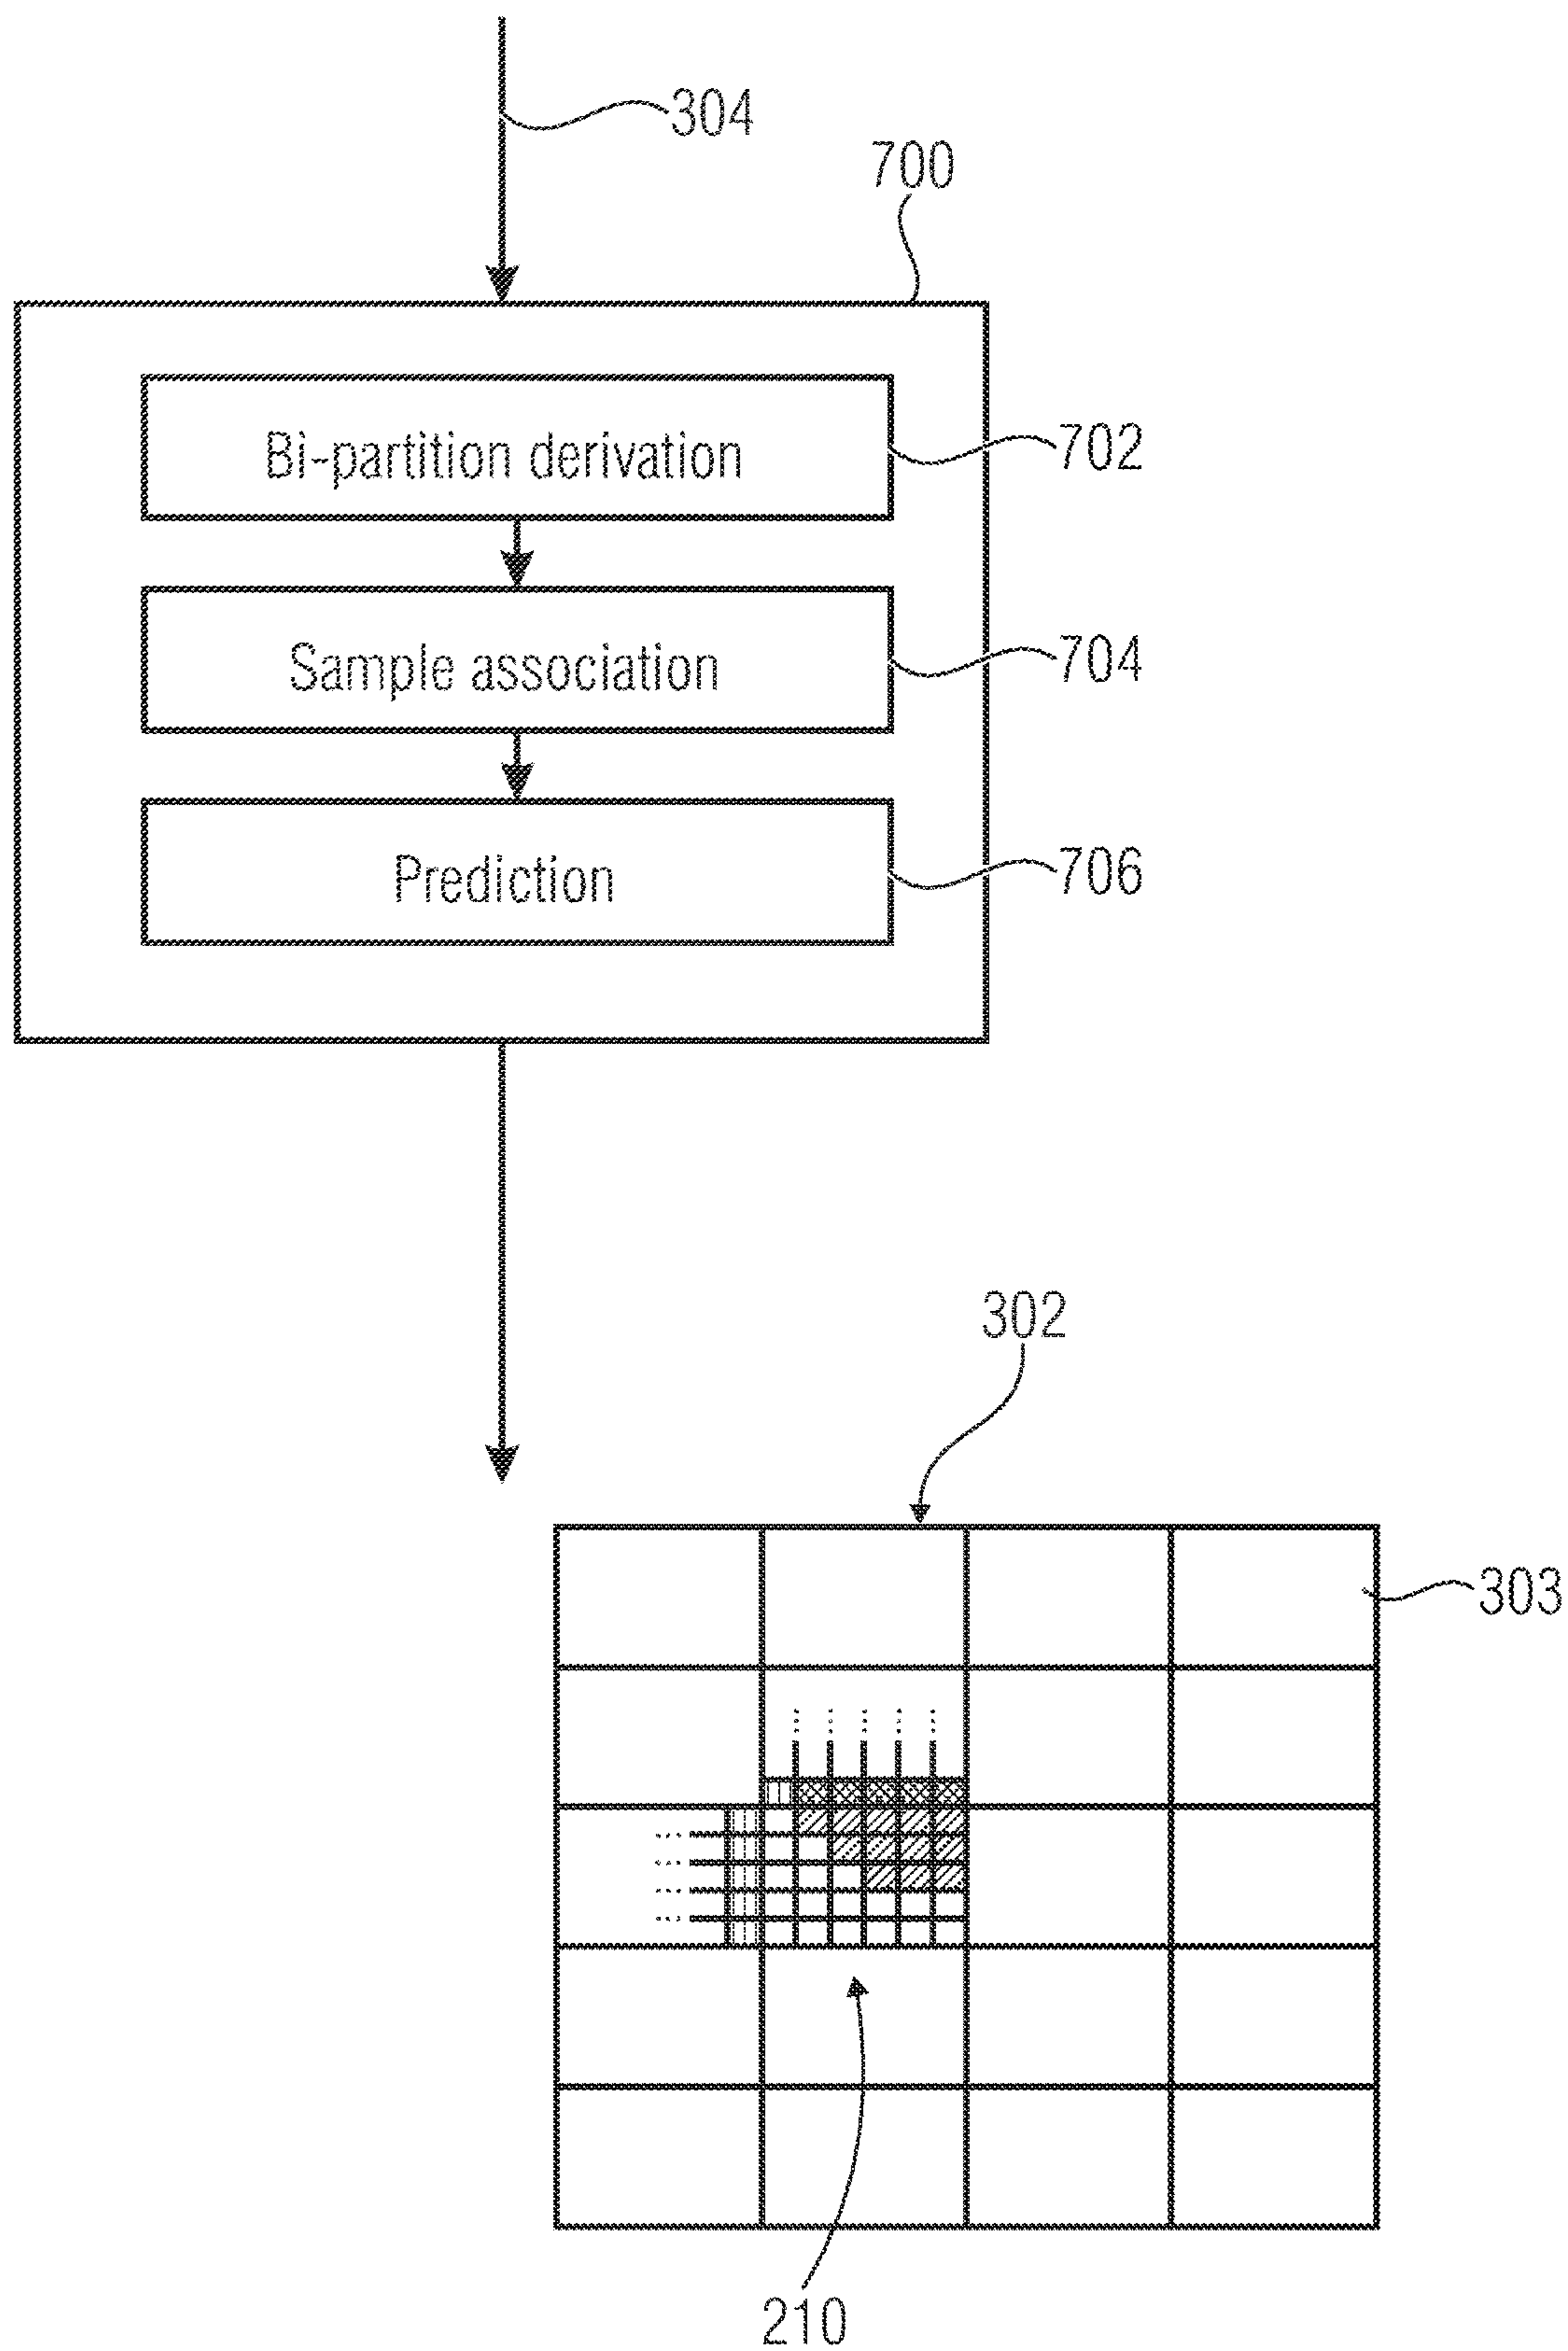 304
700
Bi-partition derivation
702
Sample association
704
Prediction
706
302
303
210